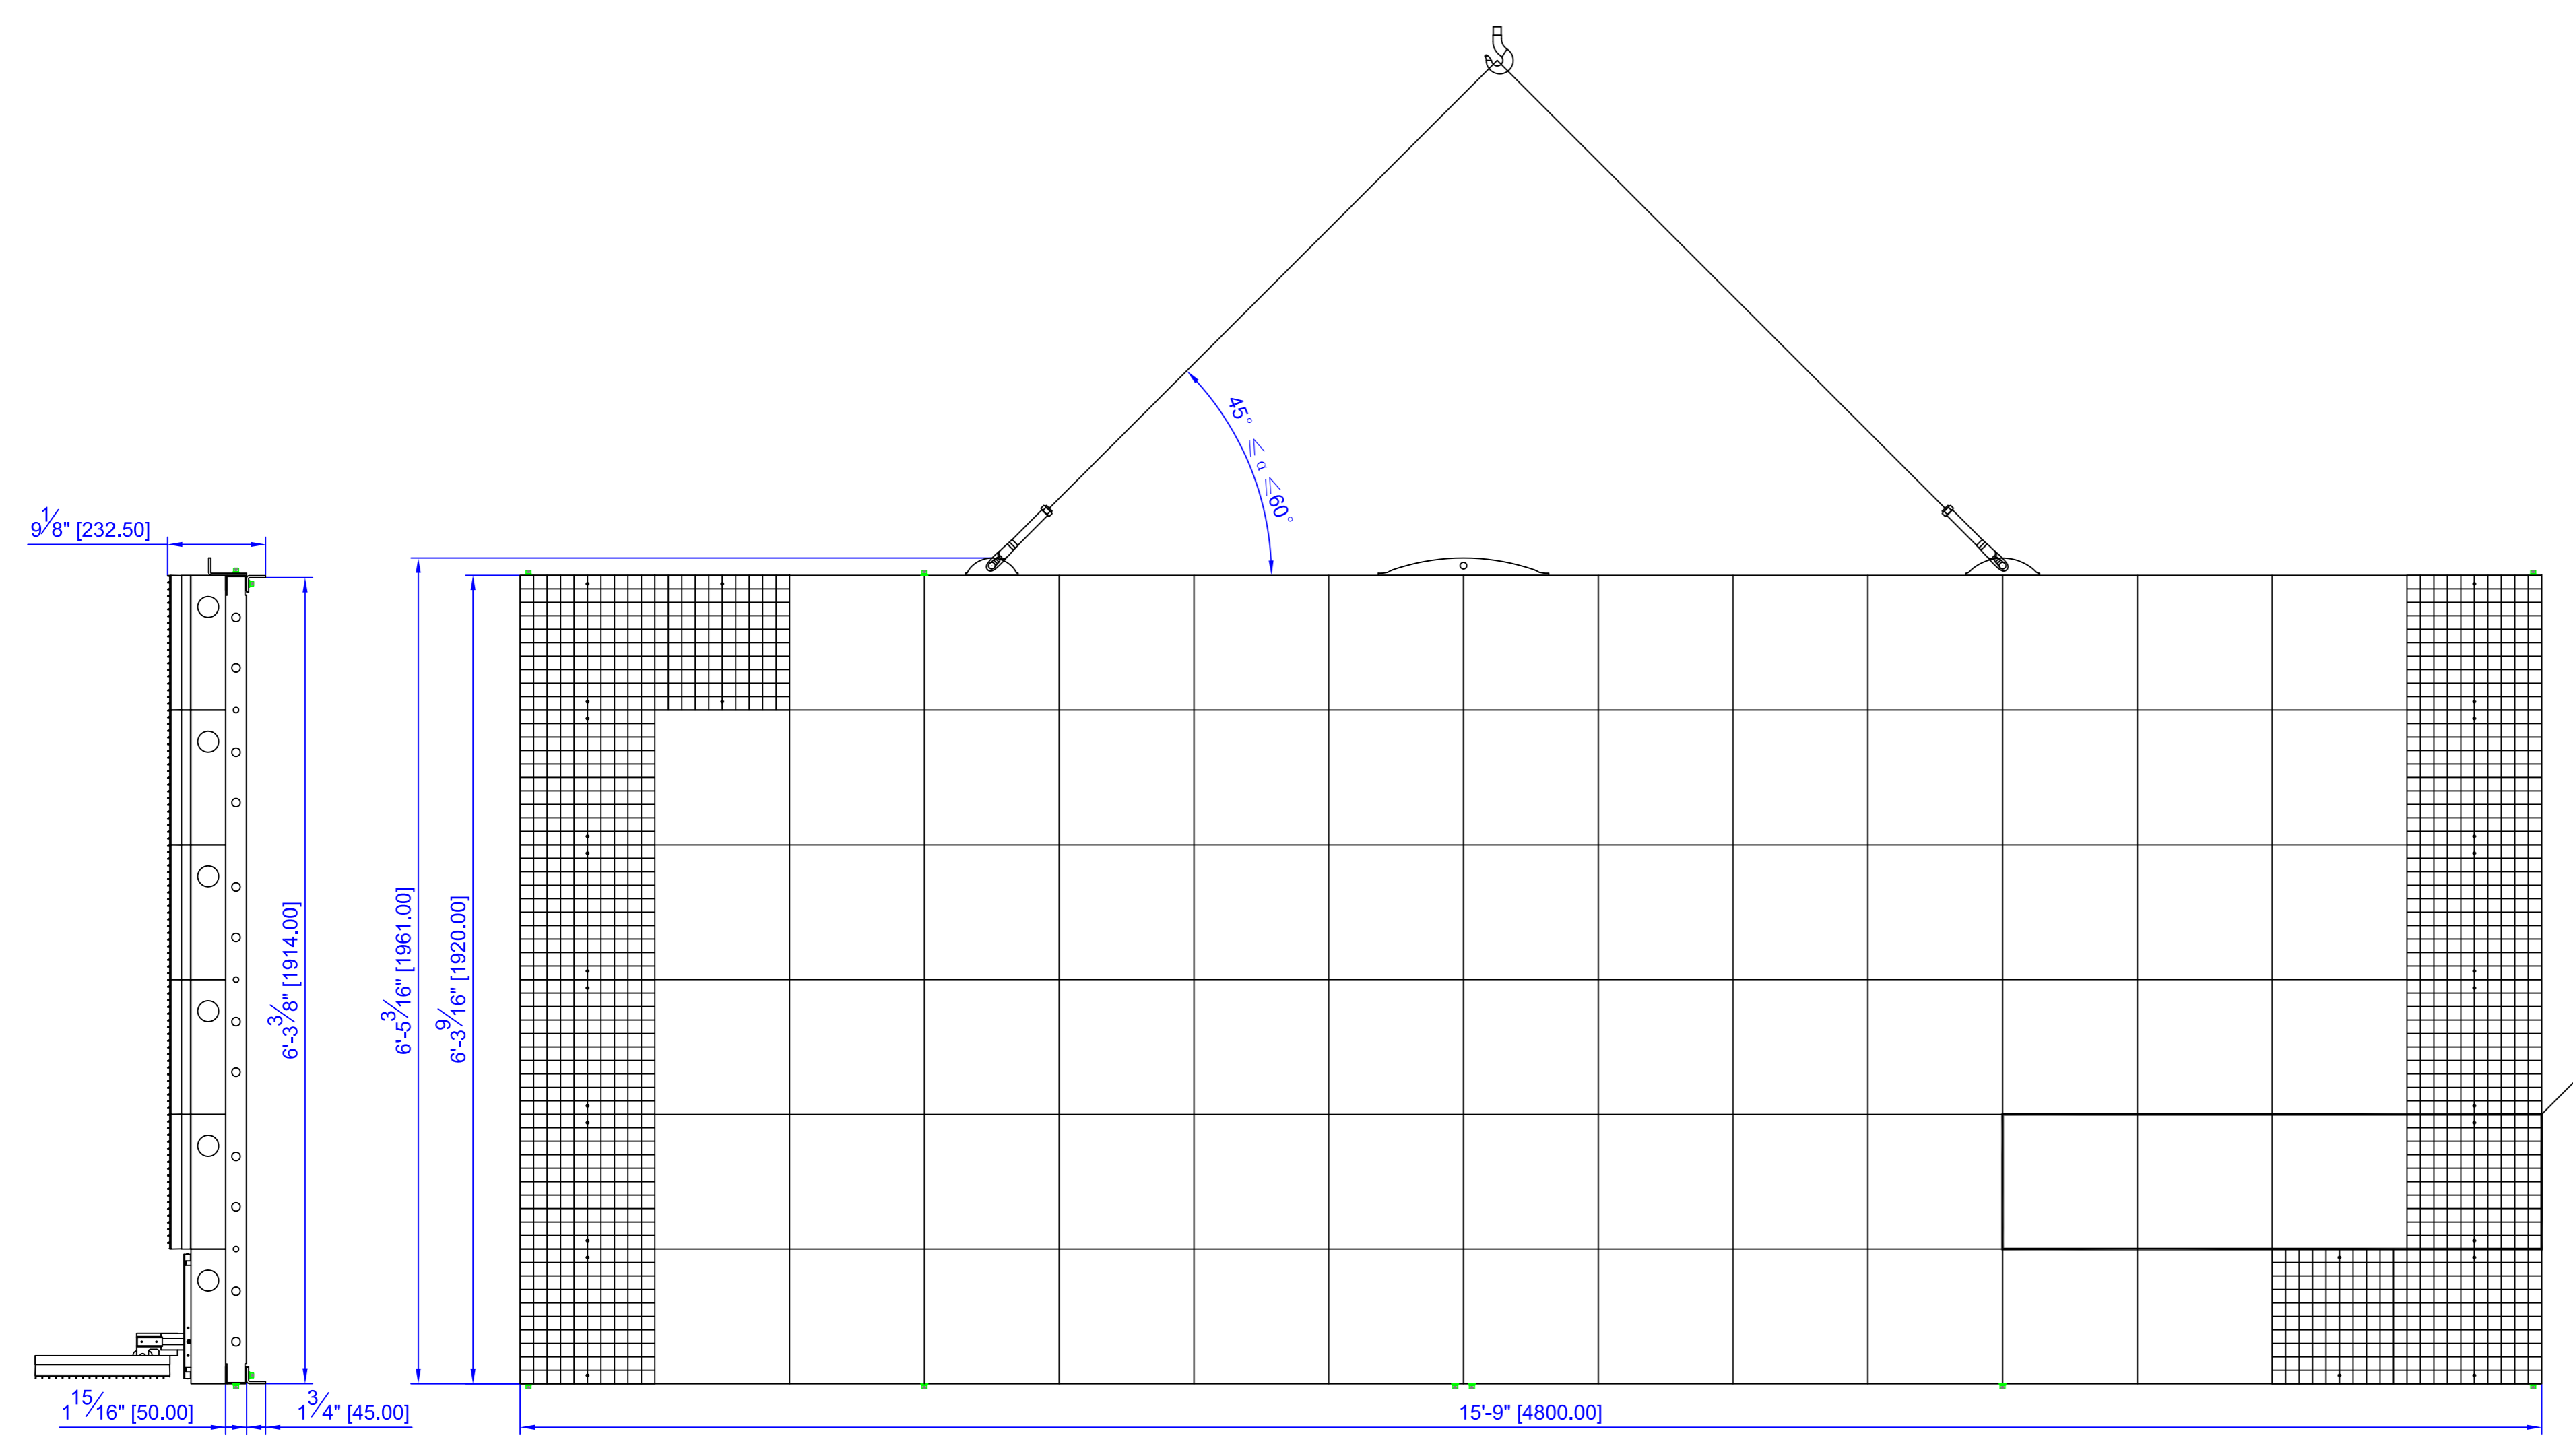 45° ≤ α ≤60°
9 1/8" [232.50]
6'-3 3/8" [1914.00]
6'-5 3/16" [1961.00]
6'-3 9/16" [1920.00]
1 15/16" [50.00]
1 3/4" [45.00]
15'-9" [4800.00]